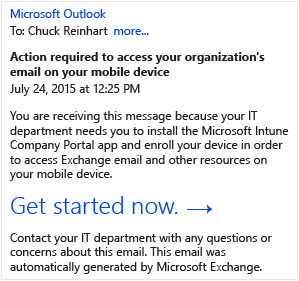 Microsoft Outlook
To: Chuck Reinhart more...
Action required to access your organization's
email on your mobile device
July 24, 2015 at 12:25 PM
You are receiving this message because your IT
department needs you to install the Microsoft Intune
Company Portal app and enroll your device in order
to access Exchange email and other resources on
your mobile device.
Get started now. →
Contact your IT department with any questions or
concerns about this email. This email was
automatically generated by Microsoft Exchange.